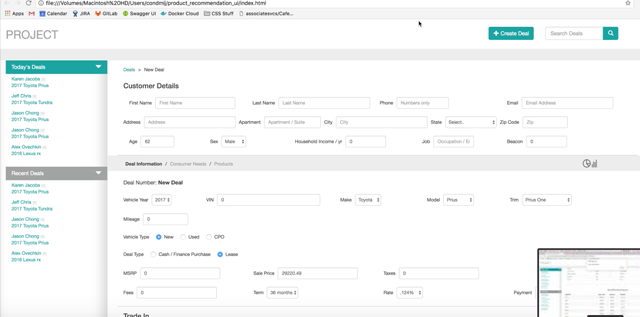 file:///Volumes/Macintosh%20HD/Users/condmij/product_recommendation_ui/index.html
Apps Calendar JIRA GitLab Swagger UI Docker Cloud CSS Stuff associatesvcs/Cafe...
PROJECT
+ Create Deal Search Deals
Today's Deals
Karen Jacobs
2017 Toyota Prius
Jeff Chris
2017 Toyota Tundra
Jason Chong
2017 Toyota Prius
Jason Chong
2017 Toyota Prius
Alex Ovechkin
2016 Lexus rx
Recent Deals
Karen Jacobs
2017 Toyota Prius
Jeff Chris
2017 Toyota Tundra
Jason Chong
2017 Toyota Prius
Jason Chong
2017 Toyota Prius
Alex Ovechkin
2016 Lexus rx
Deals > New Deal
Customer Details
First Name First Name Last Name Last Name Phone Numbers only Email Email Address
Address Address Apartment Apartment / Suite City City State Select... Zip Code Zip
Age 62 Sex Male Household Income / yr 0 Job Occupation / Beacon 0
Deal Information / Consumer Needs / Products
Deal Number: New Deal
Vehicle Year 2017 VIN 0 Make Toyota Model Prius Trim Prius One
Mileage 0
Vehicle Type New Used CPO
Deal Type Cash / Finance Purchase Lease
MSRP 0 Sale Price 29220.49 Taxes 0
Fees 0 Term 36 months Rate .124% Payment
Trade In